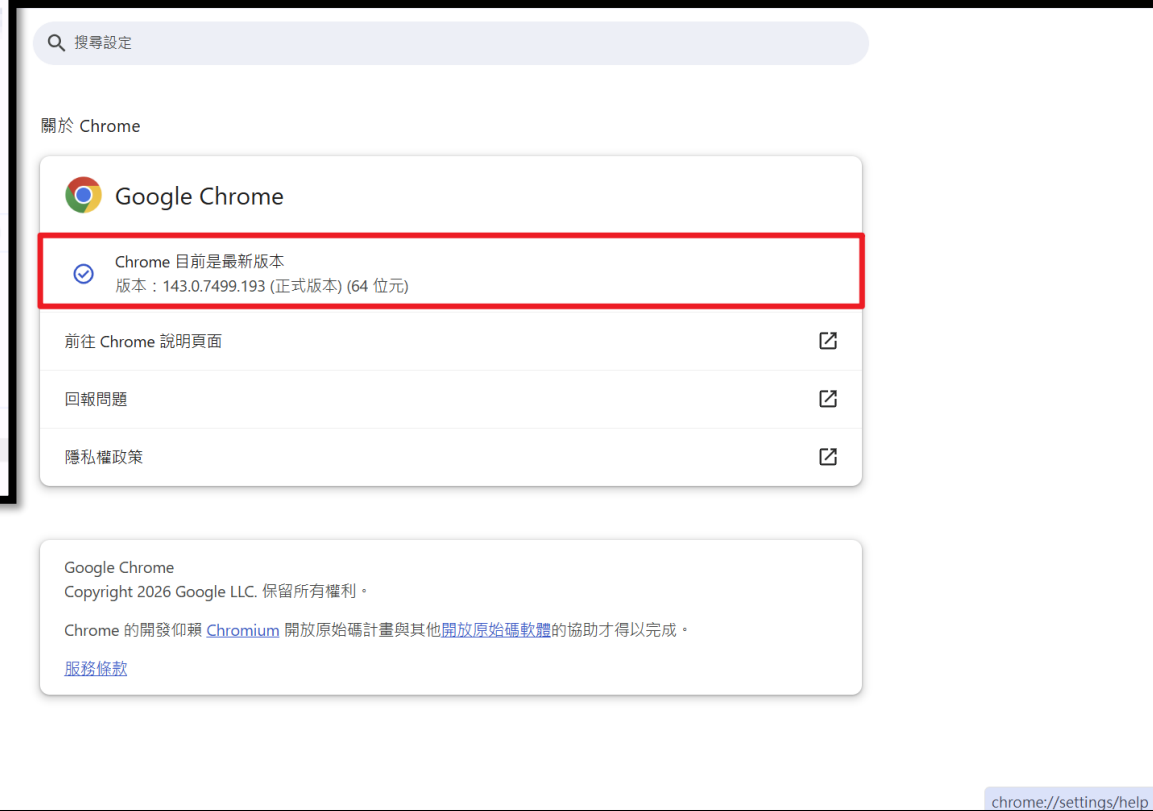 搜尋設定
關於 Chrome
Google Chrome
Chrome 目前是最新版本
版本：143.0.7499.193 (正式版本) (64 位元)
前往 Chrome 說明頁面
回報問題
隱私權政策
Google Chrome
Copyright 2026 Google LLC. 保留所有權利。
Chrome 的開發仰賴 Chromium 開放原始碼計畫與其他開放原始碼軟體的協助才得以完成。
服務條款
chrome://settings/help